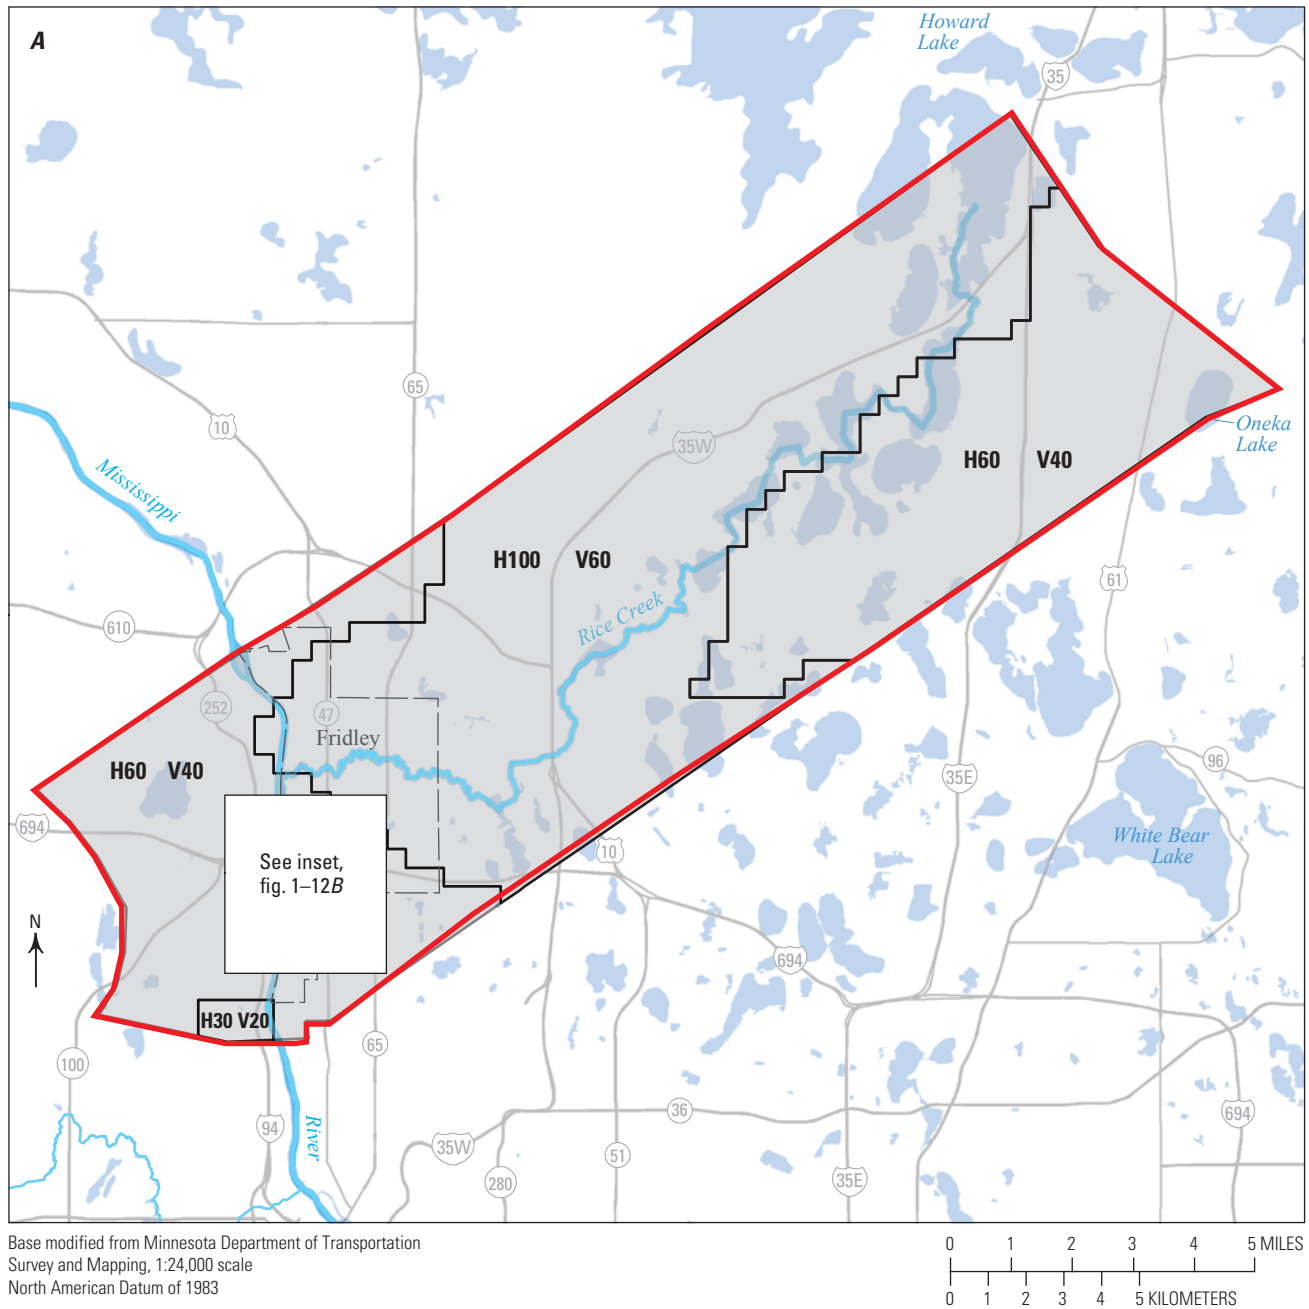 A
Howard
Lake
35
65
10
Mississippi
35W
Oneka
Lake
H60 V40
H100 V60
61
610
Rice Creek
252
47
Fridley
H60 V40
96
35E
694
White Bear
Lake
10
See inset,
fig. 1–12B
N
694
H30 V20
65
100
36
694
94
River
35W
51
280
35E
Base modified from Minnesota Department of Transportation
Survey and Mapping, 1:24,000 scale
North American Datum of 1983
0 1 2 3 4 5 MILES
0 1 2 3 4 5 KILOMETERS